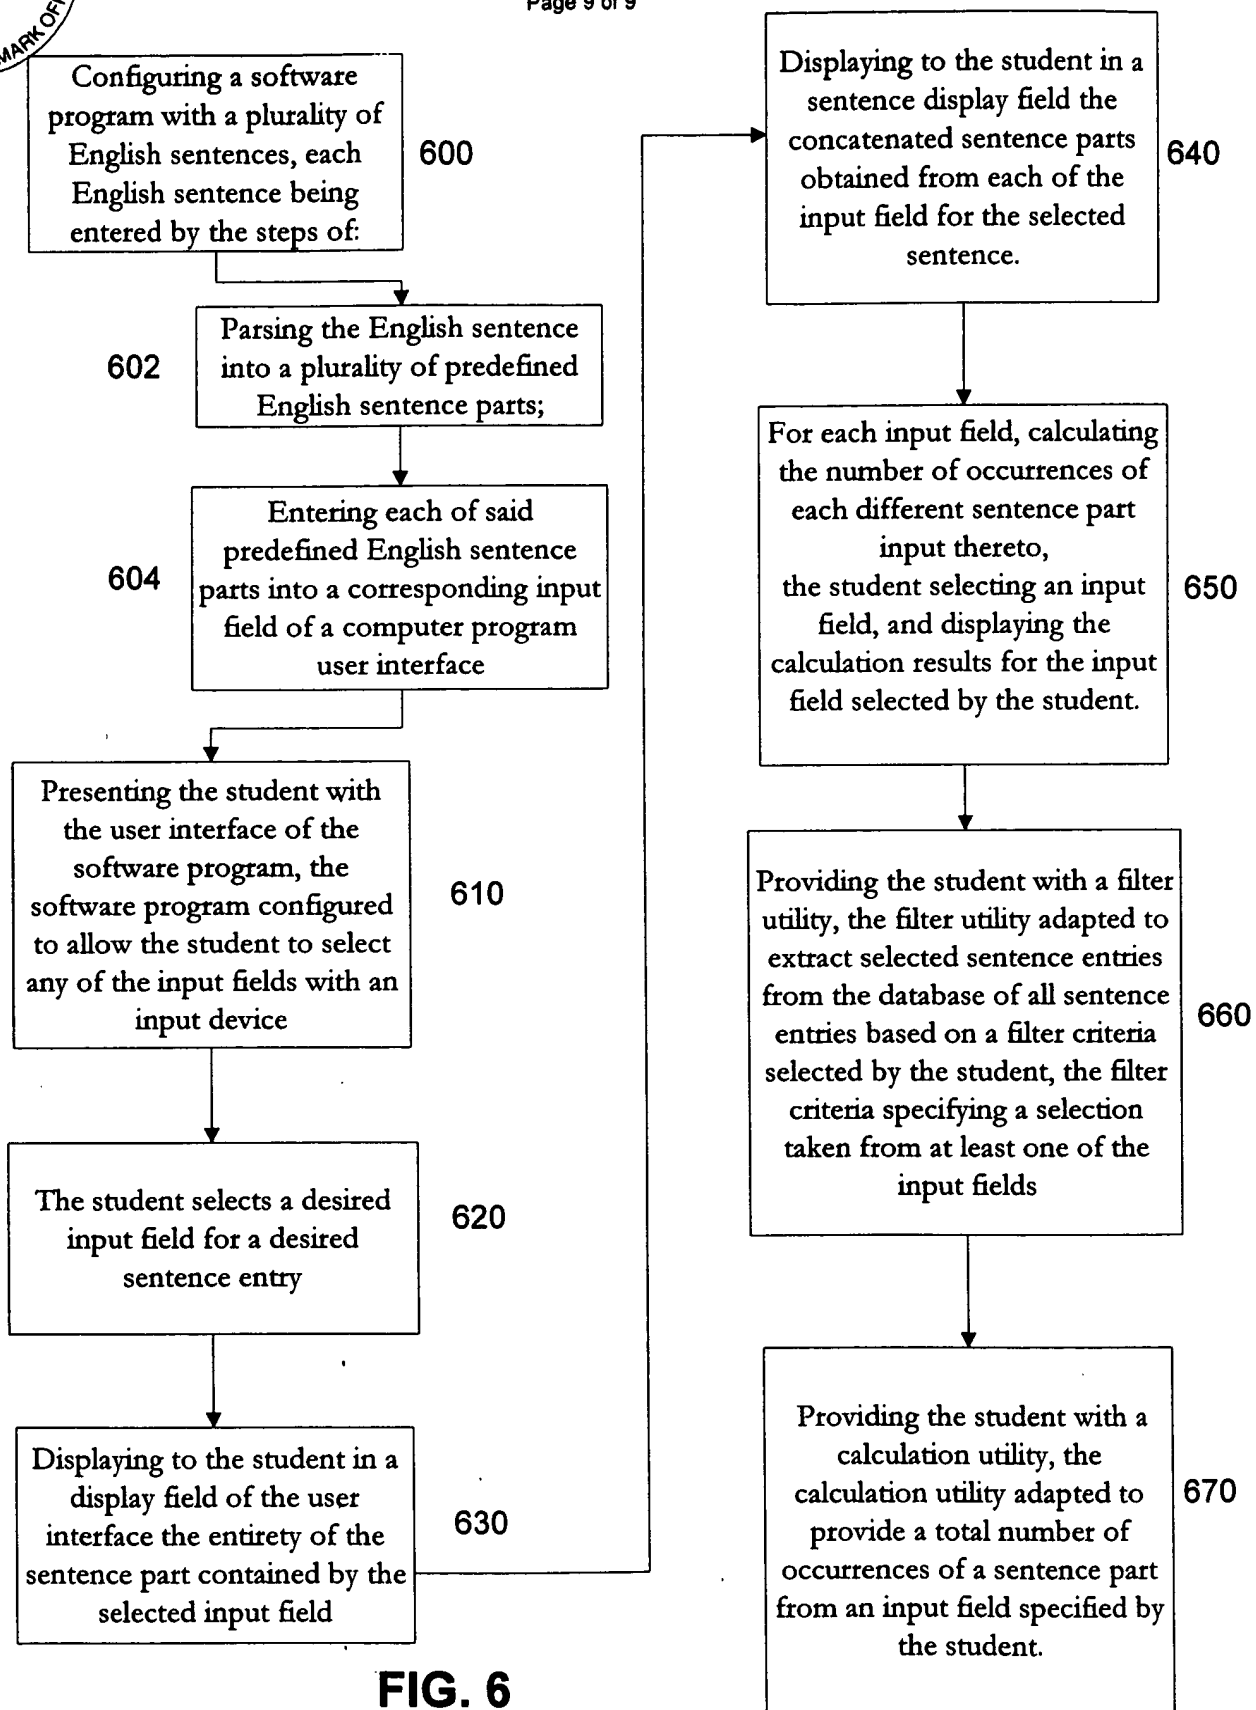 Page 9 of 9
MARK OF
Configuring a software
program with a plurality of
English sentences, each
English sentence being
entered by the steps of:
600
Parsing the English sentence
into a plurality of predefined
English sentence parts;
602
Entering each of said
predefined English sentence
parts into a corresponding input
field of a computer program
user interface
604
Presenting the student with
the user interface of the
software program, the
software program configured
to allow the student to select
any of the input fields with an
input device
610
The student selects a desired
input field for a desired
sentence entry
620
Displaying to the student in a
display field of the user
interface the entirety of the
sentence part contained by the
selected input field
630
Displaying to the student in a
sentence display field the
concatenated sentence parts
obtained from each of the
input field for the selected
sentence.
640
For each input field, calculating
the number of occurrences of
each different sentence part
input thereto,
the student selecting an input
field, and displaying the
calculation results for the input
field selected by the student.
650
Providing the student with a filter
utility, the filter utility adapted to
extract selected sentence entries
from the database of all sentence
entries based on a filter criteria
selected by the student, the filter
criteria specifying a selection
taken from at least one of the
input fields
660
Providing the student with a
calculation utility, the
calculation utility adapted to
provide a total number of
occurrences of a sentence part
from an input field specified by
the student.
670
FIG. 6